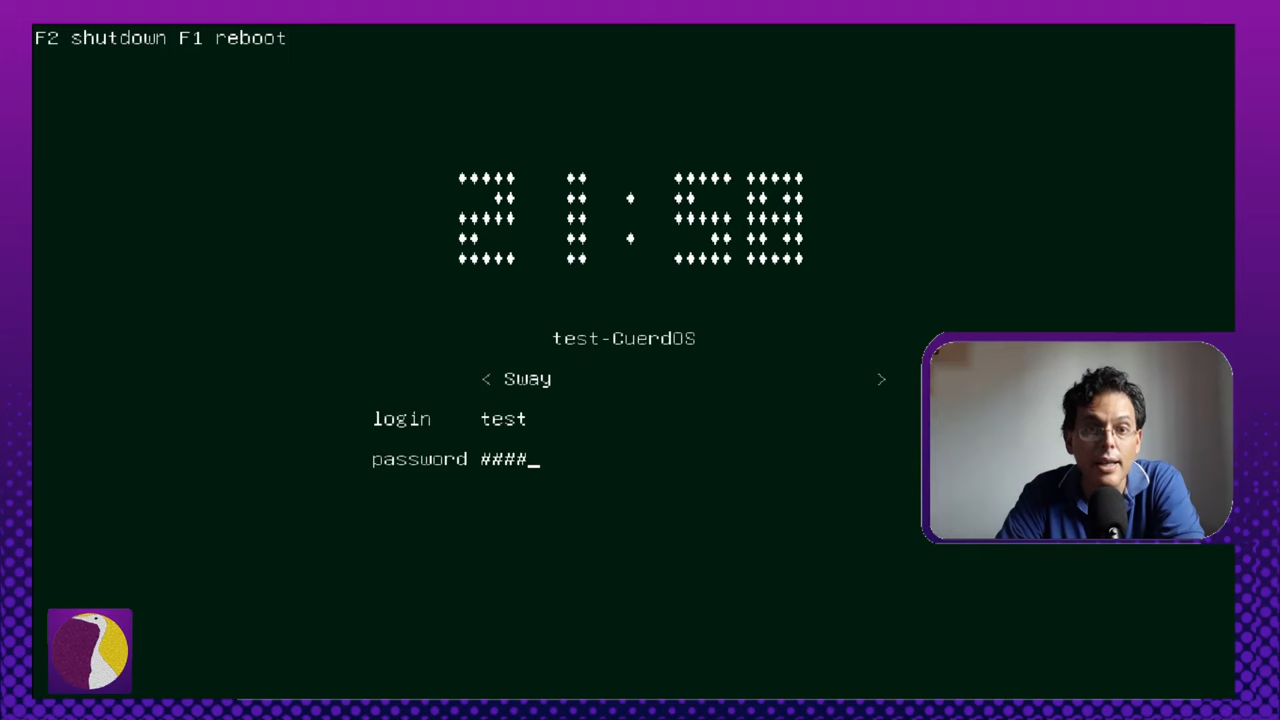 F2 shutdown F1 reboot
21:58
test-CuerdOS
< Sway >
login test
password ####_